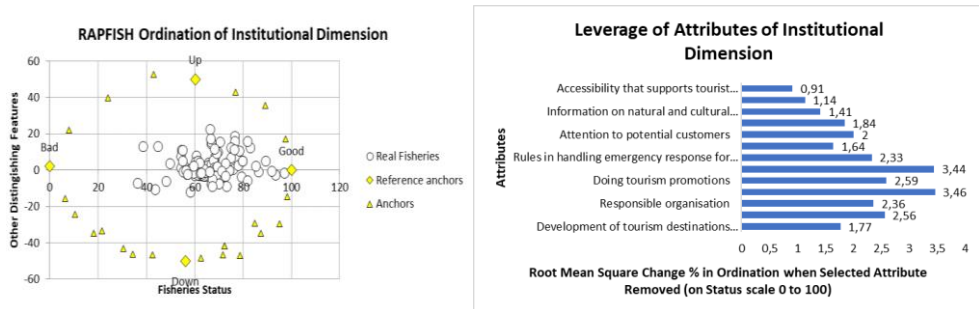 RAPFISH Ordination of Institutional Dimension
Other Distinguishing Features
60
40
20
0
-20
-40
-60
Up
Bad
Good
Down
0 20 40 60 80 100 120
Fisheries Status
Real Fisheries
Reference anchors
Anchors
Leverage of Attributes of Institutional
Dimension
Attributes
Accessibility that supports tourist... 0,91
1,14
Information on natural and cultural... 1,41
1,84
Attention to potential customers 2
1,64
Rules in handling emergency response for... 2,33
3,44
Doing tourism promotions 2,59
3,46
Responsible organisation 2,36
2,56
Development of tourism destinations... 1,77
0 0,5 1 1,5 2 2,5 3 3,5 4
Root Mean Square Change % in Ordination when Selected Attribute
Removed (on Status scale 0 to 100)